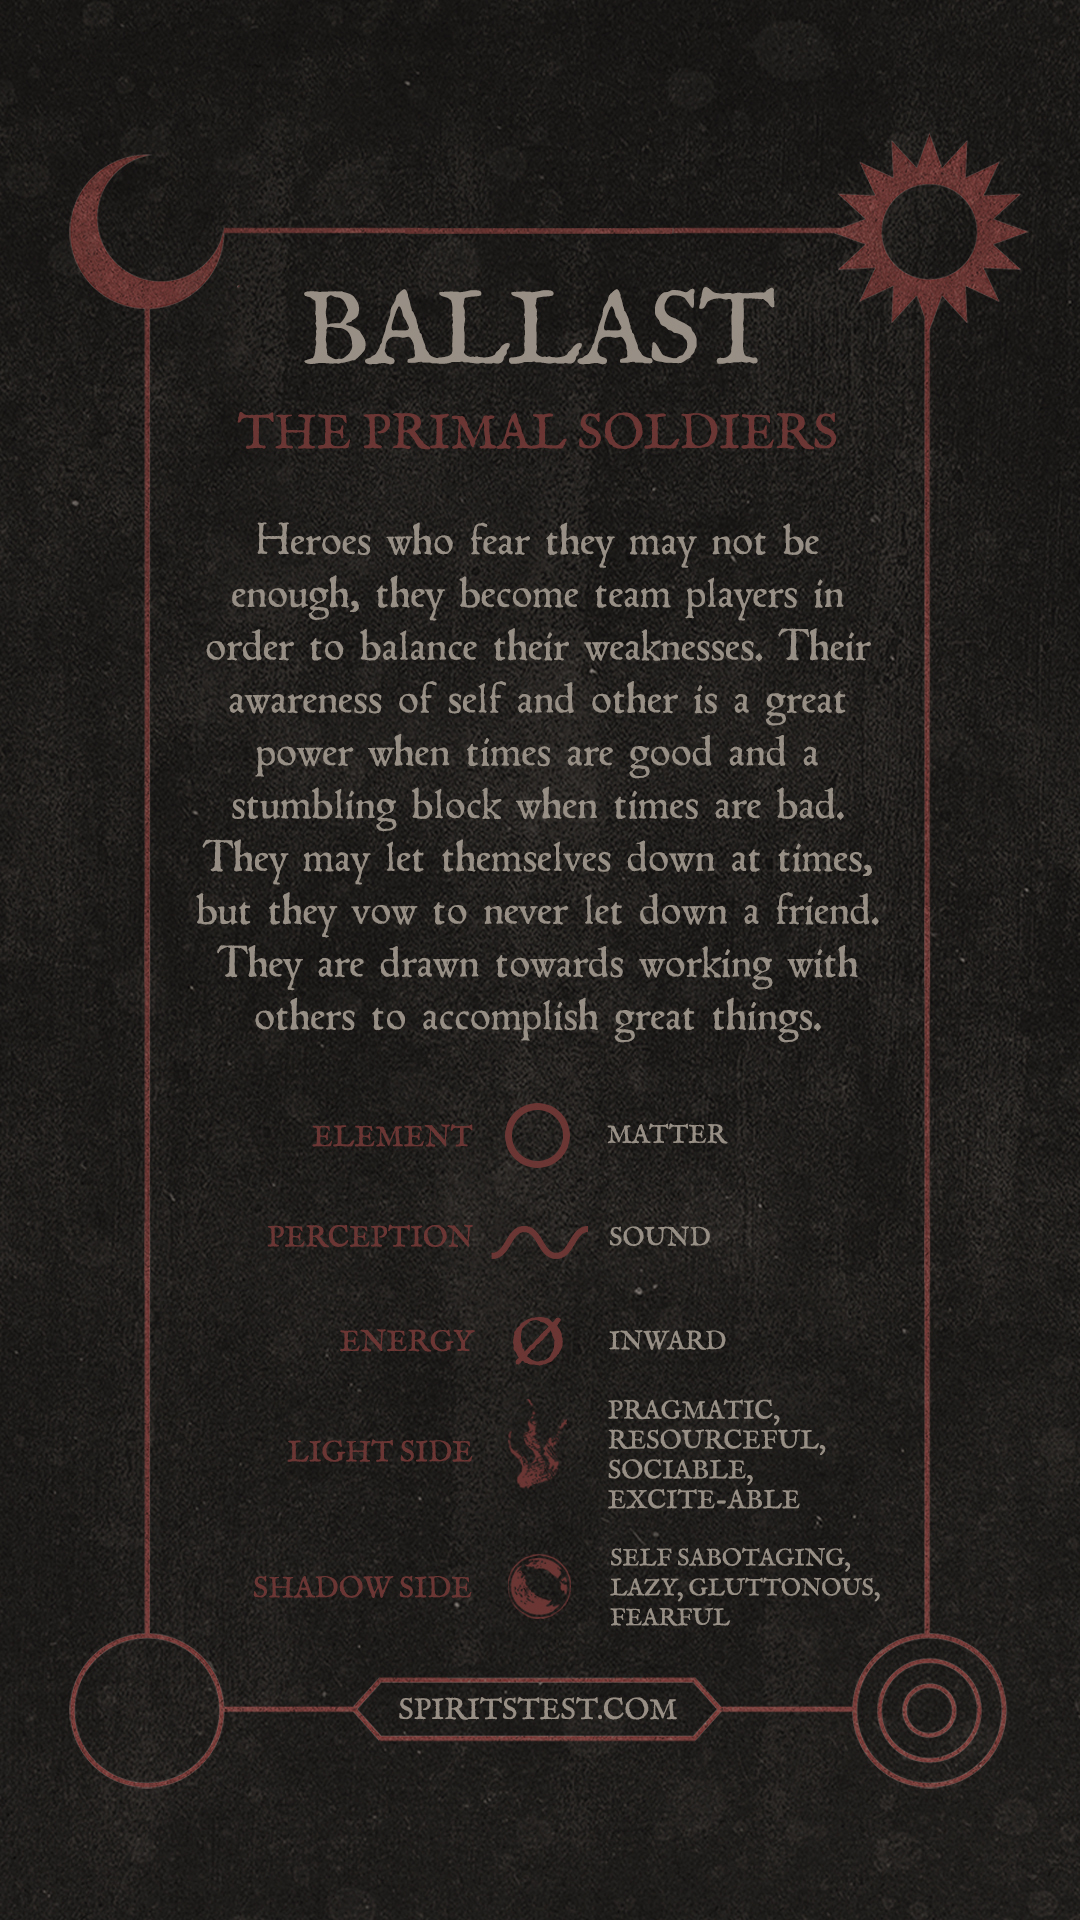 BALLAST
THE PRIMAL SOLDIERS
Heroes who fear they may not be
enough, they become team players in
order to balance their weaknesses. Their
awareness of self and other is a great
power when times are good and a
stumbling block when times are bad.
They may let themselves down at times,
but they vow to never let down a friend.
They are drawn towards working with
others to accomplish great things.
ELEMENT MATTER
PERCEPTION SOUND
ENERGY Ø INWARD
LIGHT SIDE
PRAGMATIC,
RESOURCEFUL,
SOCIABLE,
EXCITE-ABLE
SHADOW SIDE
SELF SABOTAGING,
LAZY, GLUTTONOUS,
FEARFUL
SPIRITSTEST.COM